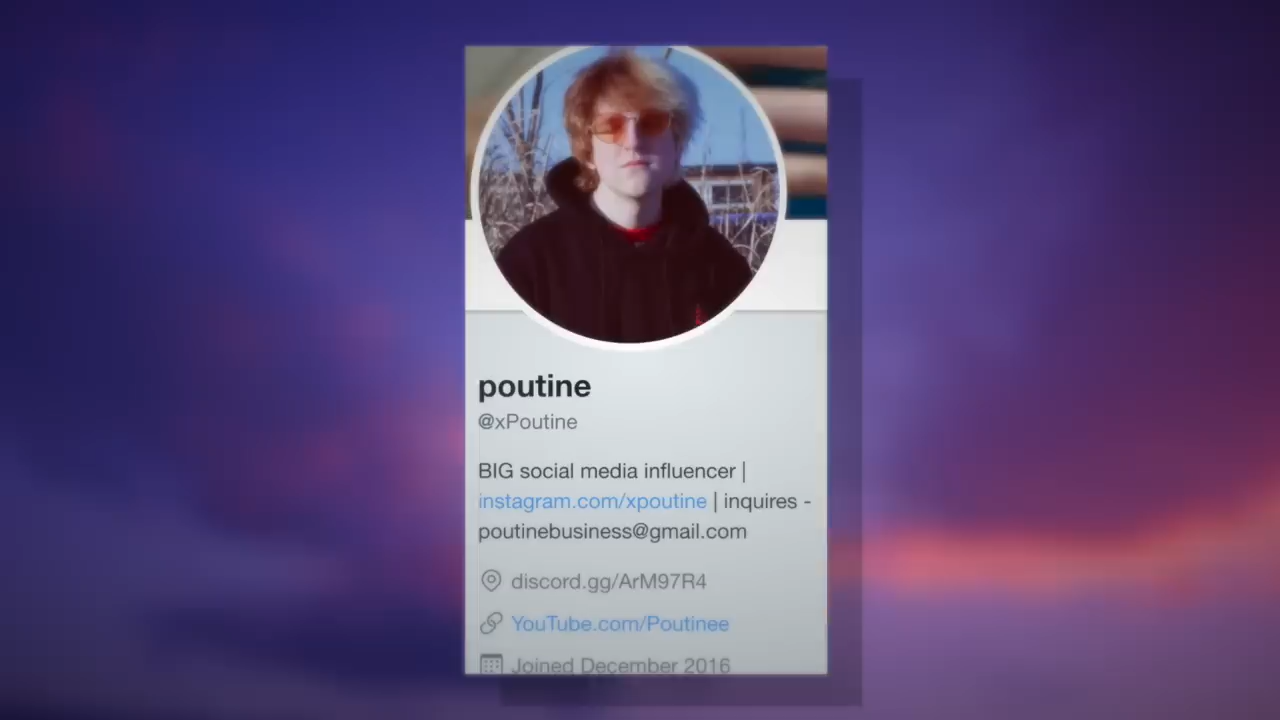 poutine
@xPoutine
BIG social media influencer |
instagram.com/xpoutine | inquires -
poutinebusiness@gmail.com
discord.gg/ArM97R4
YouTube.com/Poutinee
Joined December 2016